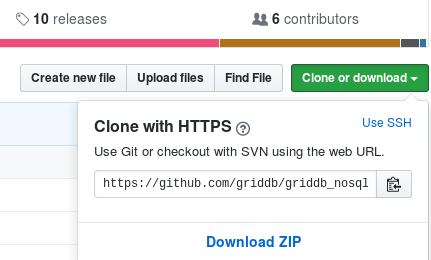 10 releases
6 contributors
Create new file
Upload files
Find File
Clone or download
Clone with HTTPS
Use SSH
Use Git or checkout with SVN using the web URL.
https://github.com/griddb/griddb_nosql
Download ZIP